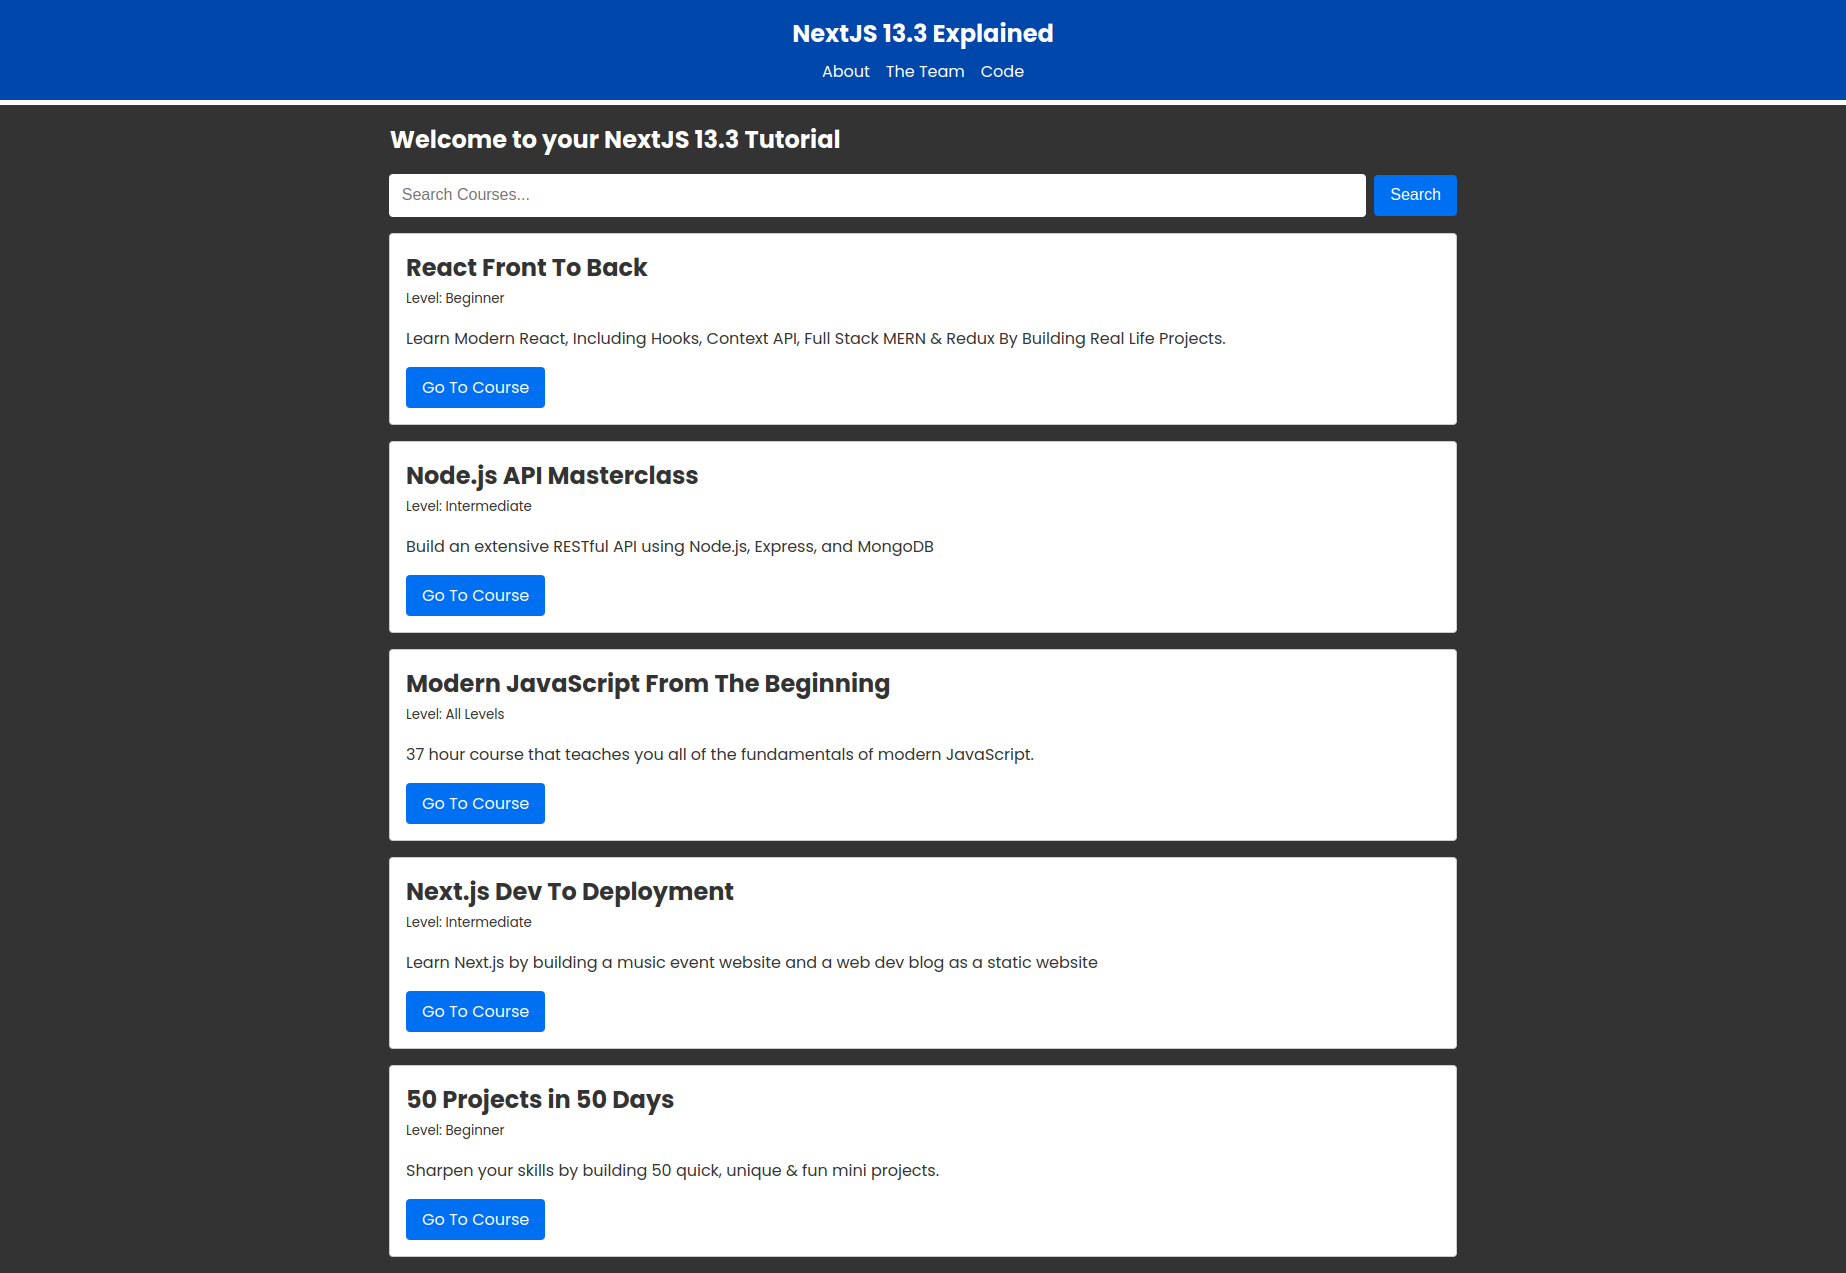 NextJS 13.3 Explained
About The Team Code
Welcome to your NextJS 13.3 Tutorial
Search Courses... Search
React Front To Back
Level: Beginner
Learn Modern React, Including Hooks, Context API, Full Stack MERN & Redux By Building Real Life Projects.
Go To Course
Node.js API Masterclass
Level: Intermediate
Build an extensive RESTful API using Node.js, Express, and MongoDB
Go To Course
Modern JavaScript From The Beginning
Level: All Levels
37 hour course that teaches you all of the fundamentals of modern JavaScript.
Go To Course
Next.js Dev To Deployment
Level: Intermediate
Learn Next.js by building a music event website and a web dev blog as a static website
Go To Course
50 Projects in 50 Days
Level: Beginner
Sharpen your skills by building 50 quick, unique & fun mini projects.
Go To Course